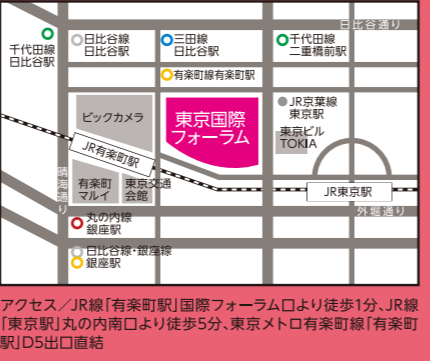 日比谷通り
千代田線
日比谷駅
日比谷線
日比谷駅
三田線
日比谷駅
千代田線
二重橋前駅
有楽町線有楽町駅
ビックカメラ
東京国際
フォーラム
JR京葉線
東京駅
東京ビル
TOKIA
JR有楽町駅
晴海通り
有楽町
マルイ
東京交通
会館
JR東京駅
外堀通り
丸の内線
銀座駅
日比谷線・銀座線
銀座駅
アクセス／JR線「有楽町駅」国際フォーラム口より徒歩1分、JR線
「東京駅」丸の内南口より徒歩5分、東京メトロ有楽町線「有楽町
駅」D5出口直結